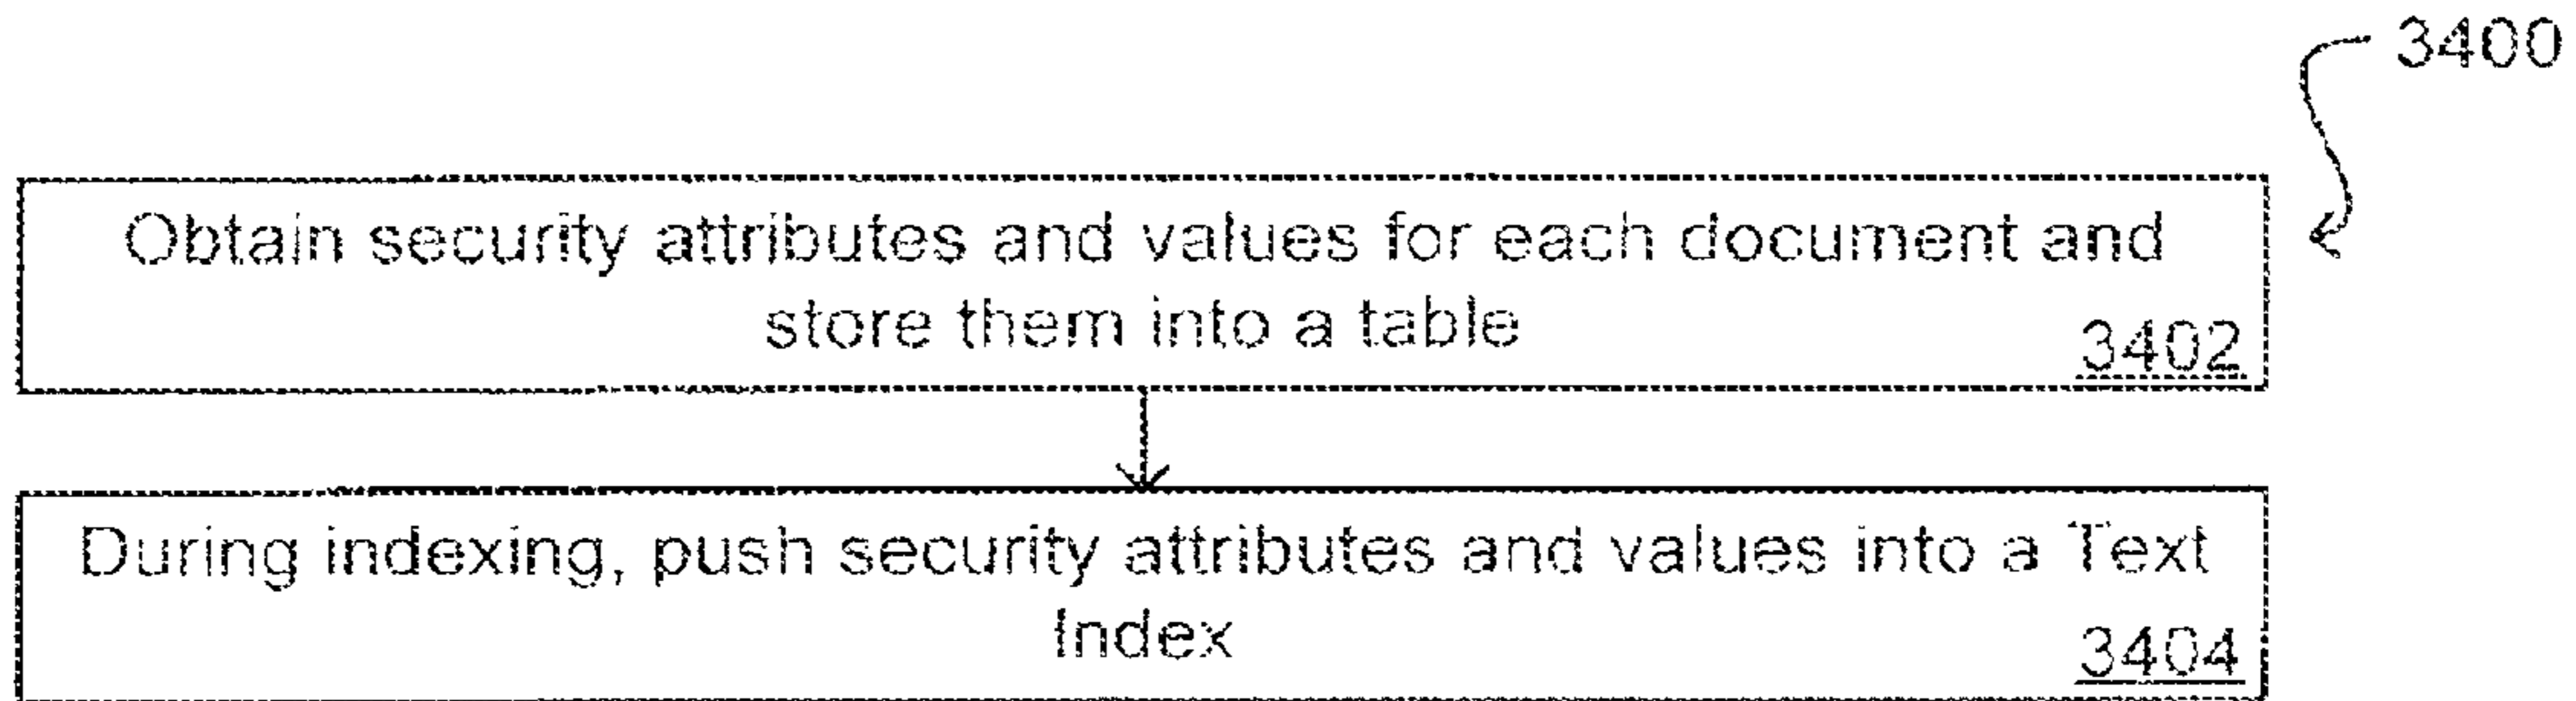 3400
Obtain security attributes and values for each document and
store them into a table
3402
During indexing, push security attributes and values into a Text
Index
3404